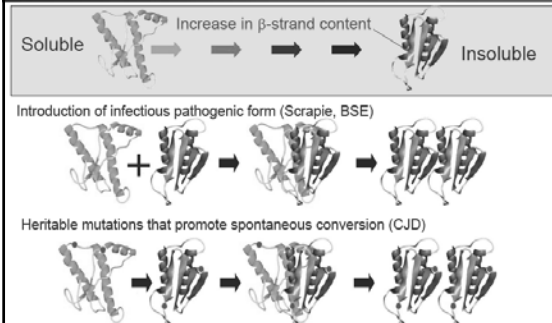 Increase in β-strand content
Soluble
Insoluble
Introduction of infectious pathogenic form (Scrapie, BSE)
+
Heritable mutations that promote spontaneous conversion (CJD)